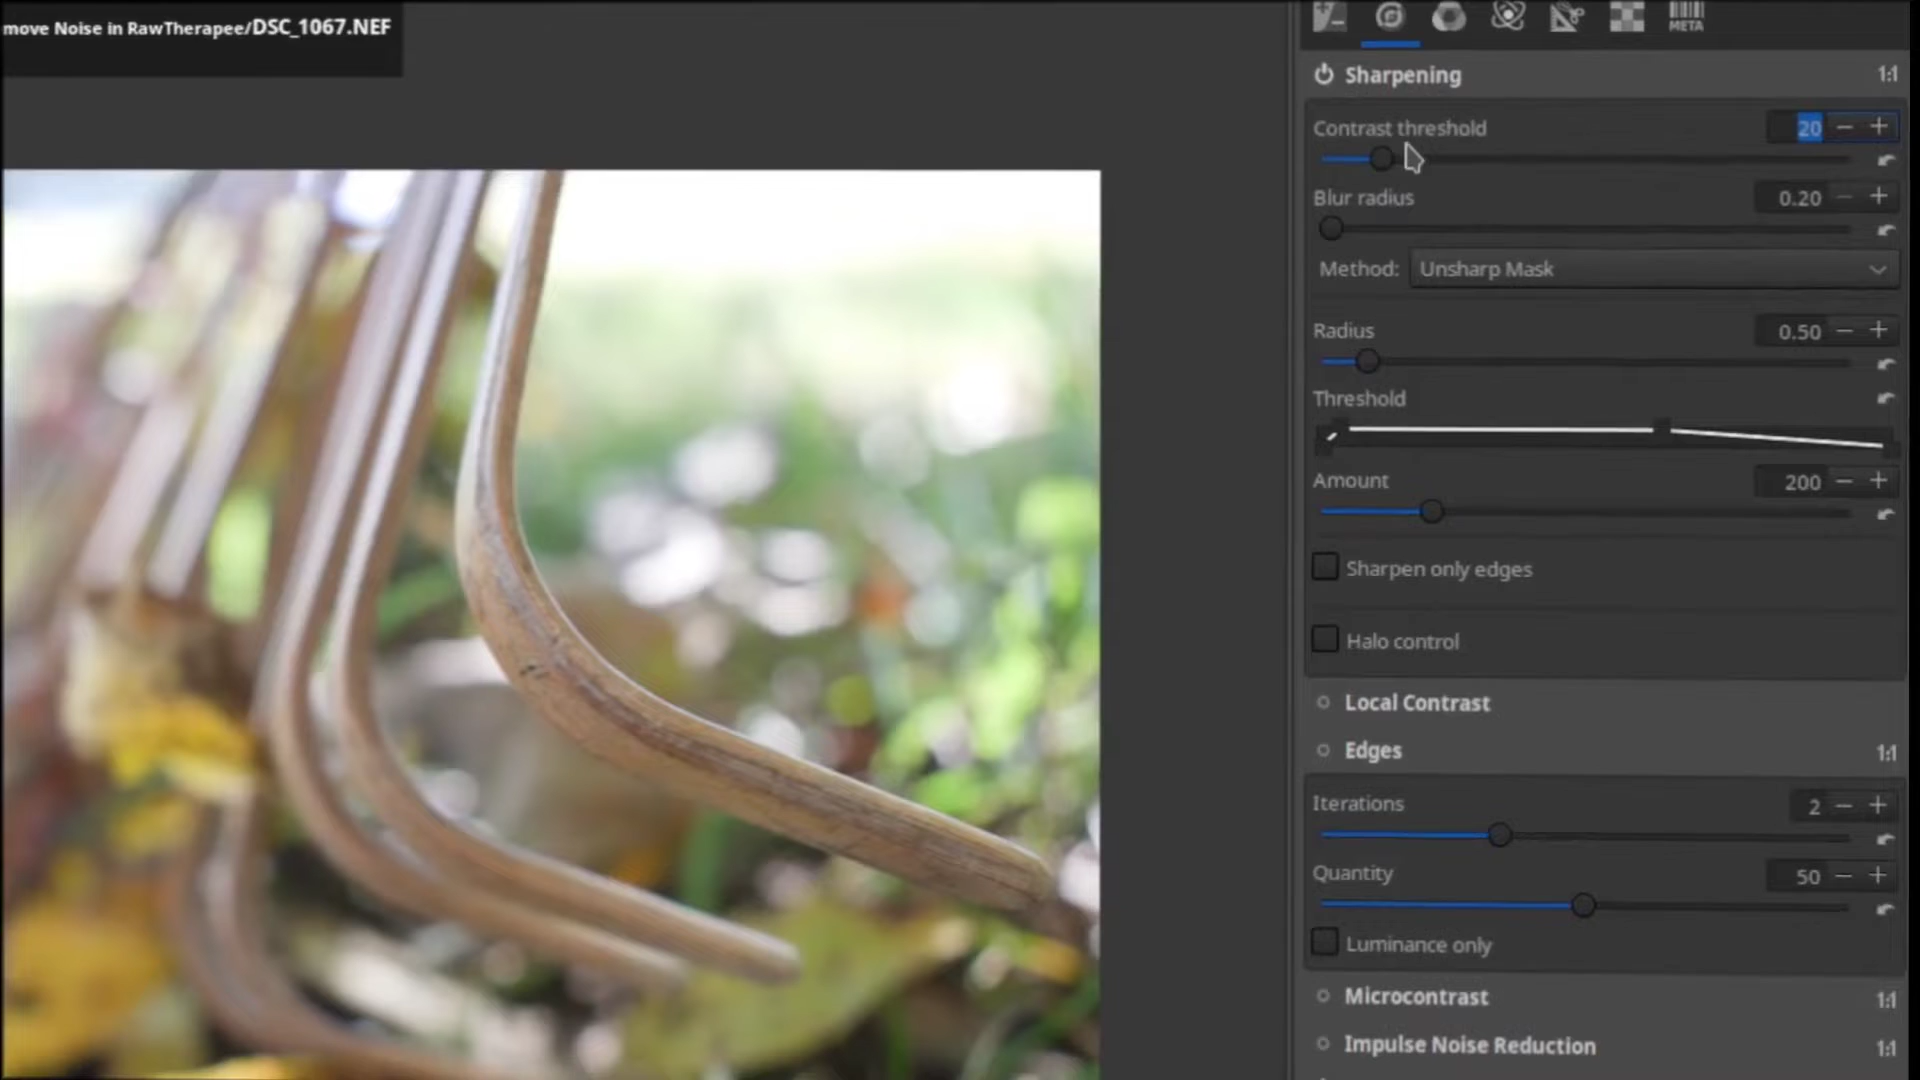 move Noise in RawTherapee/DSC_1067.NEF
META
Sharpening 1:1
Contrast threshold 20 − +
Blur radius 0.20 − +
Method: Unsharp Mask
Radius 0.50 − +
Threshold
Amount 200 − +
Sharpen only edges
Halo control
Local Contrast
Edges 1:1
Iterations 2 − +
Quantity 50 − +
Luminance only
Microcontrast 1:1
Impulse Noise Reduction 1:1